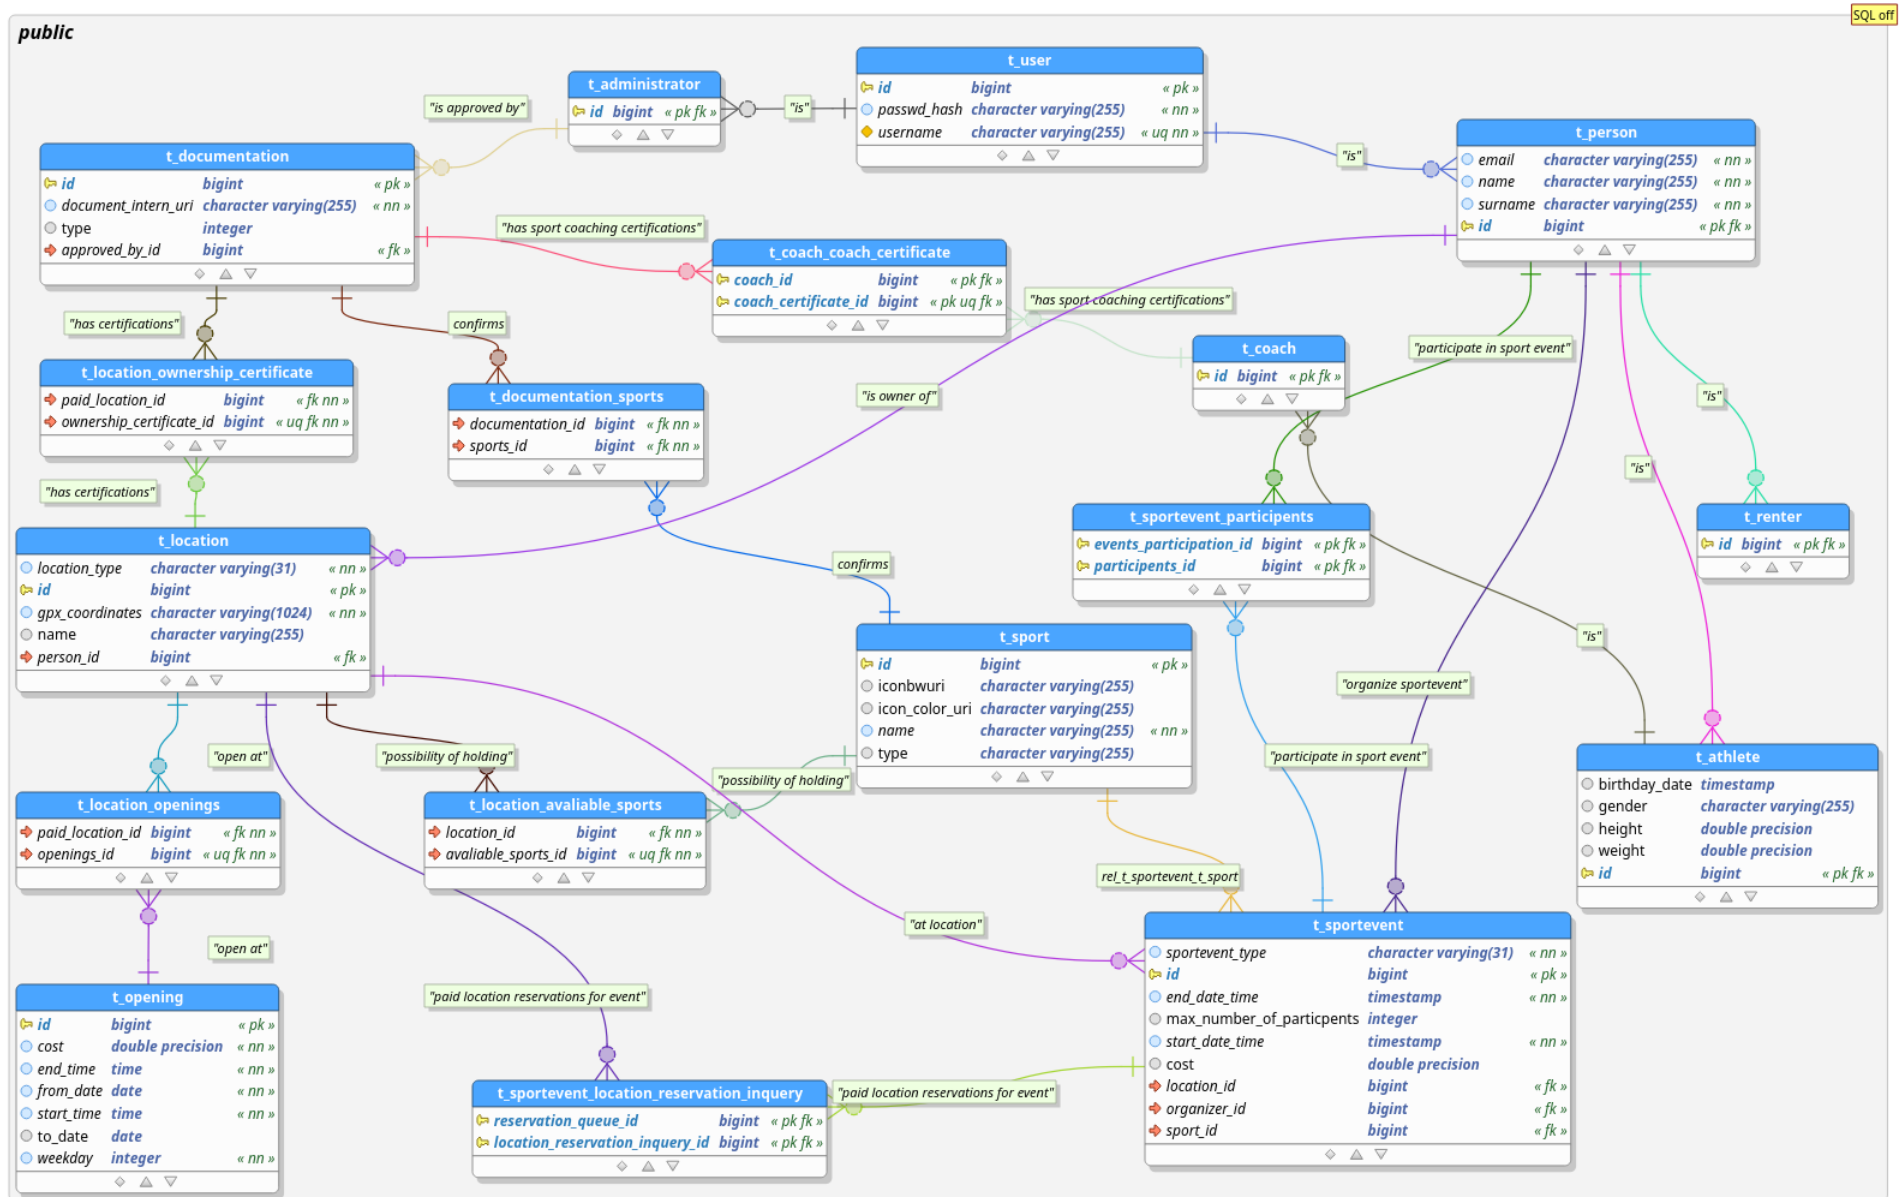 SQL off
public
t_user
id bigint « pk »
passwd_hash character varying(255) « nn »
username character varying(255) « uq nn »
t_administrator
id bigint « pk fk »
"is approved by"
"is"
t_person
email character varying(255) « nn »
name character varying(255) « nn »
surname character varying(255) « nn »
id bigint « pk fk »
"is"
t_documentation
id bigint « pk »
document_intern_uri character varying(255) « nn »
type integer
approved_by_id bigint « fk »
"has sport coaching certifications"
t_coach_coach_certificate
coach_id bigint « pk fk »
coach_certificate_id bigint « pk uq fk »
"has sport coaching certifications"
"has certifications"
confirms
t_coach
id bigint « pk fk »
"participate in sport event"
t_location_ownership_certificate
paid_location_id bigint « fk nn »
ownership_certificate_id bigint « uq fk nn »
t_documentation_sports
documentation_id bigint « fk nn »
sports_id bigint « fk nn »
"is owner of"
"is"
"is"
"has certifications"
t_sportevent_participents
events_participation_id bigint « pk fk »
participents_id bigint « pk fk »
t_renter
id bigint « pk fk »
t_location
location_type character varying(31) « nn »
id bigint « pk »
gpx_coordinates character varying(1024) « nn »
name character varying(255)
person_id bigint « fk »
confirms
t_sport
id bigint « pk »
iconbwuri character varying(255)
icon_color_uri character varying(255)
name character varying(255) « nn »
type character varying(255)
"is"
"organize sportevent"
"open at"
"possibility of holding"
"possibility of holding"
"participate in sport event"
t_athlete
birthday_date timestamp
gender character varying(255)
height double precision
weight double precision
id bigint « pk fk »
t_location_openings
paid_location_id bigint « fk nn »
openings_id bigint « uq fk nn »
t_location_avaliable_sports
location_id bigint « fk nn »
avaliable_sports_id bigint « uq fk nn »
rel_t_sportevent_t_sport
"at location"
"open at"
t_sportevent
sportevent_type character varying(31) « nn »
id bigint « pk »
end_date_time timestamp « nn »
max_number_of_particpents integer
start_date_time timestamp « nn »
cost double precision
location_id bigint « fk »
organizer_id bigint « fk »
sport_id bigint « fk »
t_opening
id bigint « pk »
cost double precision « nn »
end_time time « nn »
from_date date « nn »
start_time time « nn »
to_date date
weekday integer « nn »
"paid location reservations for event"
t_sportevent_location_reservation_inquery
reservation_queue_id bigint « pk fk »
location_reservation_inquery_id bigint « pk fk »
"paid location reservations for event"